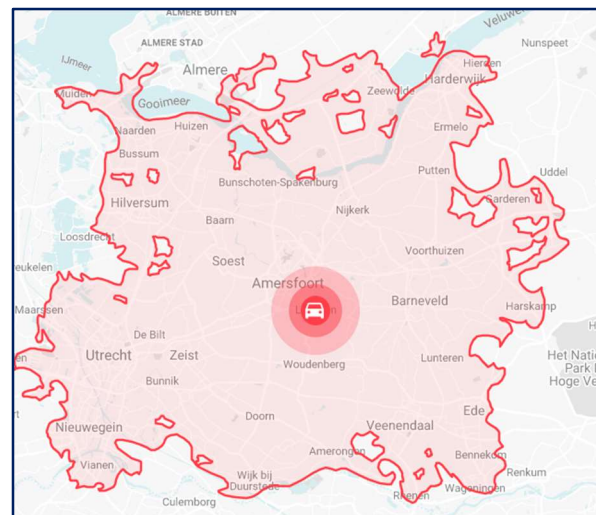 ALMERE BUITEN
Veluwe
ALMERE STAD
IJmeer
Almere
Nunspeet
Hierden
Harderwijk
Muiden
Gooimeer
Zeewolde
Naarden
Huizen
Ermelo
Bussum
Putten
Uddel
Bunschoten-Spakenburg
Hilversum
Garderen
Baarn
Nijkerk
Loosdrecht
Voorthuizen
Soest
eukelen
Amersfoort
Barneveld
Maarssen
Harskamp
De Bilt
Utrecht
Zeist
Woudenberg
Lunteren
Het Nati
Park
Hoge Ve
Bunnik
Doorn
Ede
Nieuwegein
Veenendaal
Amerongen
Bennekom
Vianen
Wijk bij
Duurstede
Renkum
Rhenen
Wageningen
Culemborg